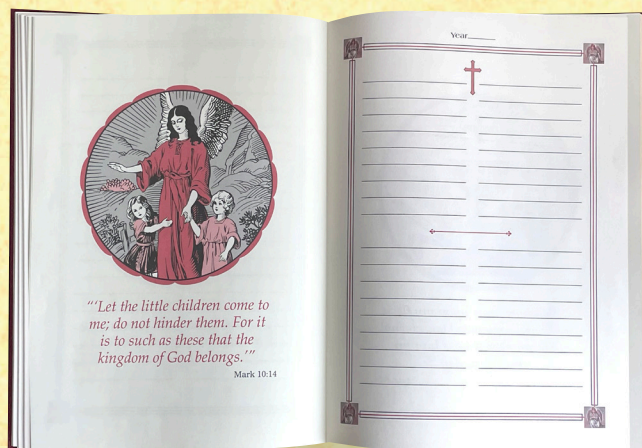 "'Let the little children come to
me; do not hinder them. For it
is to such as these that the
kingdom of God belongs.'"
Mark 10:14
Year______